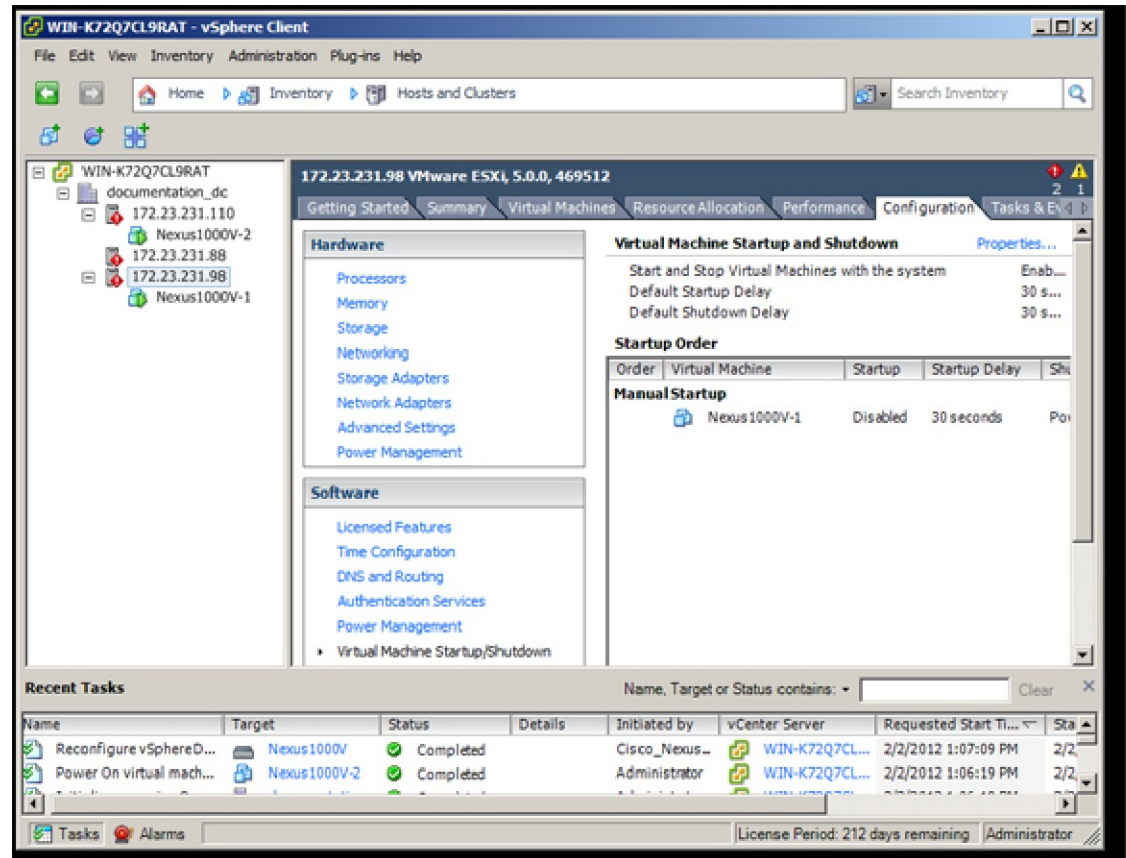 WIN-K72Q7CL9RAT - vSphere Client
File Edit View Inventory Administration Plug-ins Help
Home Inventory Hosts and Clusters
Search Inventory
WIN-K72Q7CL9RAT
documentation_dc
172.23.231.110
Nexus1000V-2
172.23.231.88
172.23.231.98
Nexus1000V-1
172.23.231.98 VMware ESXi, 5.0.0, 469512
2 1
Getting Started Summary Virtual Machines Resource Allocation Performance Configuration Tasks & Ev
Hardware
Processors
Memory
Storage
Networking
Storage Adapters
Network Adapters
Advanced Settings
Power Management
Software
Licensed Features
Time Configuration
DNS and Routing
Authentication Services
Power Management
Virtual Machine Startup/Shutdown
Virtual Machine Startup and Shutdown Properties...
Start and Stop Virtual Machines with the system Enab...
Default Startup Delay 30 s...
Default Shutdown Delay 30 s...
Startup Order
Order Virtual Machine Startup Startup Delay Shu
Manual Startup
Nexus1000V-1 Disabled 30 seconds Po
Recent Tasks Name, Target or Status contains: Clear
Name Target Status Details Initiated by vCenter Server Requested Start Ti... Sta
Reconfigure vSphereD... Nexus1000V Completed Cisco_Nexus... WIN-K72Q7CL... 2/2/2012 1:07:09 PM 2/2,
Power On virtual mach... Nexus1000V-2 Completed Administrator WIN-K72Q7CL... 2/2/2012 1:06:19 PM 2/2,
Tasks Alarms License Period: 212 days remaining Administrator